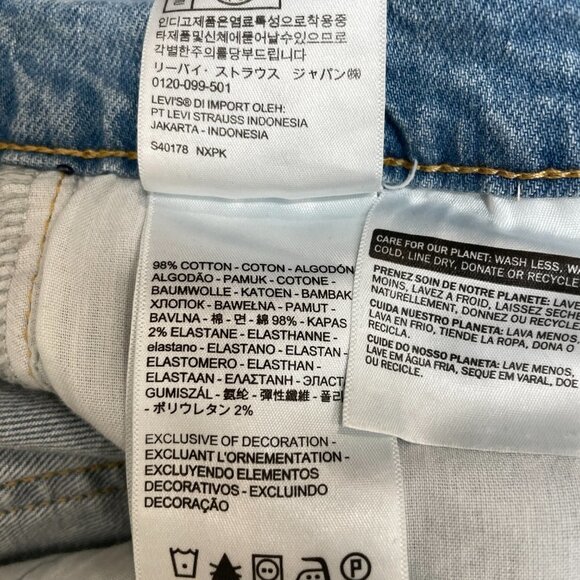 인디고제품은염료특성으로착용중
타제품및신체에묻어날수있으므로
각별한주의를당부드립니다
リーバイ・ストラウス ジャパン㈱
0120-099-501
LEVI'S® DI IMPORT OLEH:
PT LEVI STRAUSS INDONESIA
JAKARTA - INDONESIA
S40178 NXPK
98% COTTON - COTON - ALGODÓN
ALGODÃO - PAMUK - COTONE -
BAUMWOLLE - KATOEN - BAMBAK
ХЛОПОК - BAWEŁNA - PAMUT -
BAVLNA - 棉 - 면 - 綿 98% - KAPAS
2% ELASTANE - ELASTHANNE -
elastano - ELASTANO - ELASTAN -
ELASTOMERO - ELASTHAN -
ELASTAAN - ΕΛΑΣΤΑΝΗ - ЭЛАСТ
GUMISZÁL - 氨纶 - 彈性纖維 - 폴리
- ポリウレタン 2%
EXCLUSIVE OF DECORATION -
EXCLUANT L'ORNEMENTATION -
EXCLUYENDO ELEMENTOS
DECORATIVOS - EXCLUINDO
DECORAÇÃO
P
CARE FOR OUR PLANET: WASH LESS, WA
COLD, LINE DRY, DONATE OR RECYCLE
PRENEZ SOIN DE NOTRE PLANÈTE: LAVE
MOINS, LAVEZ A FROID, LAISSEZ SÉCHE
NATURELLEMENT, DONNEZ OU RECYCLE
CUIDA NUESTRO PLANETA: LAVA MENOS,
LAVA EN FRIO, TIENDE LA ROPA, DONA O
RECICLA
CUIDE DO NOSSO PLANETA: LAVE MENOS,
LAVE EM ÁGUA FRIA, SEQUE EM VARAL, DOE
OU RECICLE.